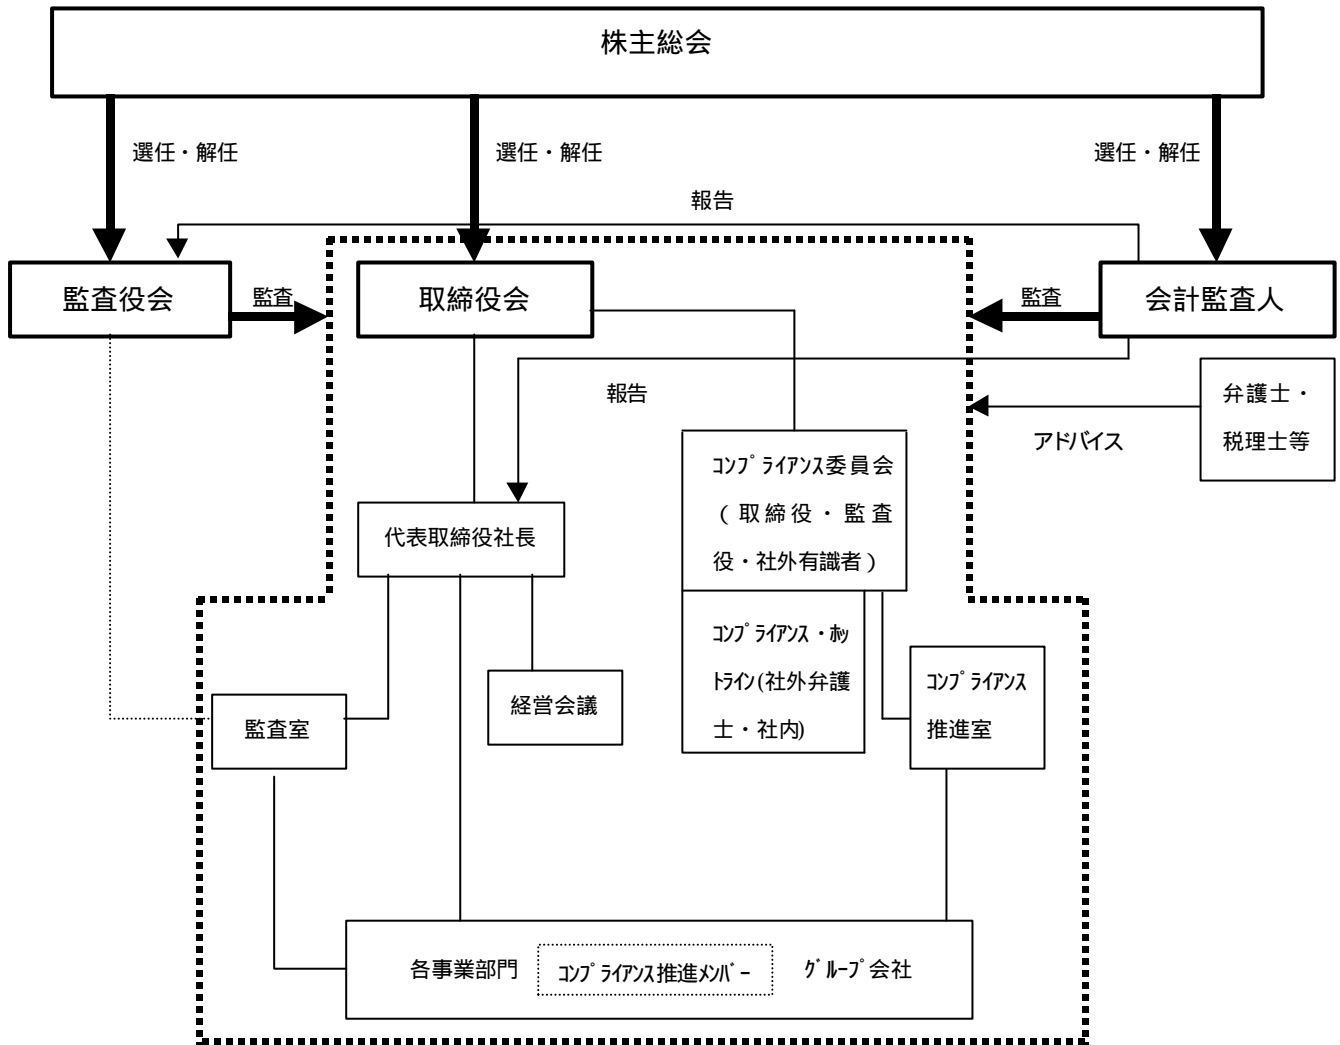 株主総会
選任・解任
選任・解任
選任・解任
報告
監査役会
監査
取締役会
監査
会計監査人
報告
アドバイス
弁護士・
税理士等
ｺﾝﾌﾟﾗｲｱﾝｽ委員会
(取締役・監査
役・社外有識者)
代表取締役社長
ｺﾝﾌﾟﾗｲｱﾝｽ・ﾎｯ
ﾄﾗｲﾝ(社外弁護
士・社内)
ｺﾝﾌﾟﾗｲｱﾝｽ
推進室
経営会議
監査室
各事業部門
ｺﾝﾌﾟﾗｲｱﾝｽ推進ﾒﾝﾊﾞｰ
ｸﾞﾙｰﾌﾟ会社